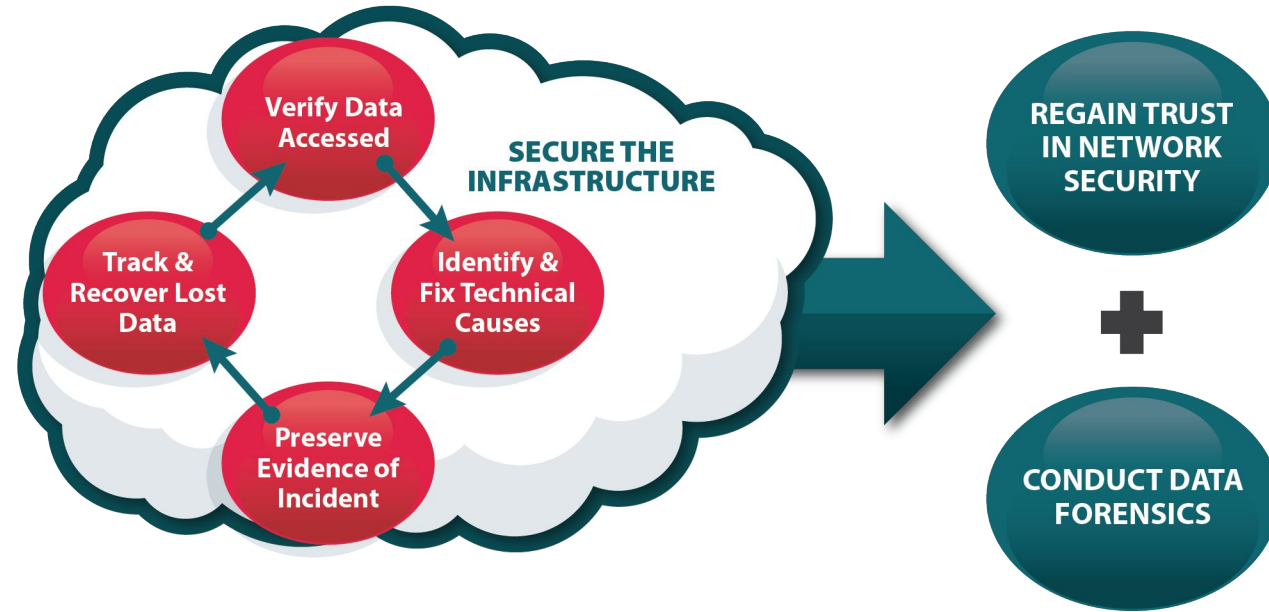 Verify Data
Accessed
SECURE THE
INFRASTRUCTURE
Track &
Recover Lost
Data
Identify &
Fix Technical
Causes
Preserve
Evidence of
Incident
REGAIN TRUST
IN NETWORK
SECURITY
CONDUCT DATA
FORENSICS